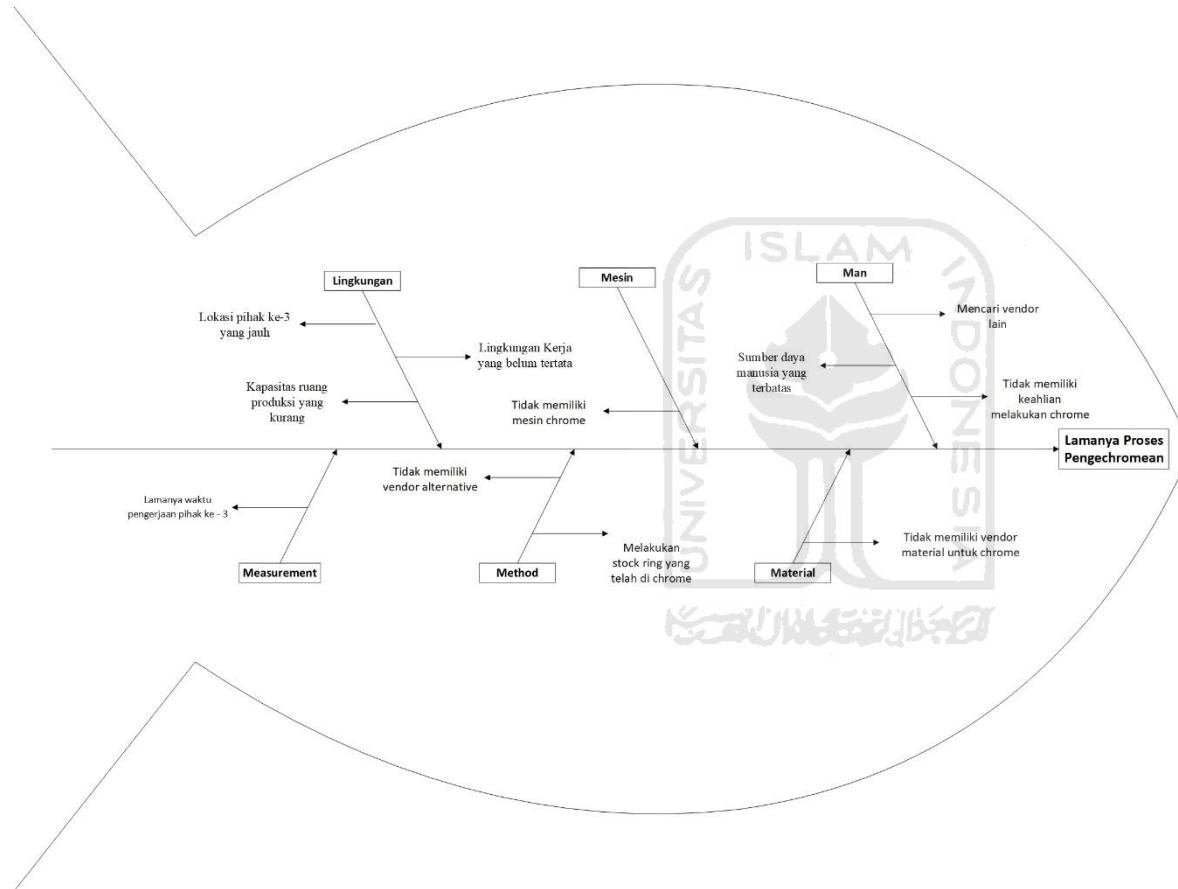 UNIVERSITAS
ISLAM
INDONESIA
Lingkungan
Mesin
Man
Lokasi pihak ke-3
yang jauh
Lingkungan Kerja
yang belum tertata
Kapasitas ruang
produksi yang
kurang
Tidak memiliki
mesin chrome
Mencari vendor
lain
Sumber daya
manusia yang
terbatas
Tidak memiliki
keahlian
melakukan chrome
Lamanya Proses
Pengechromean
Lamanya waktu
pengerjaan pihak ke - 3
Tidak memiliki
vendor alternative
Melakukan
stock ring yang
telah di chrome
Tidak memiliki vendor
material untuk chrome
Measurement
Method
Material